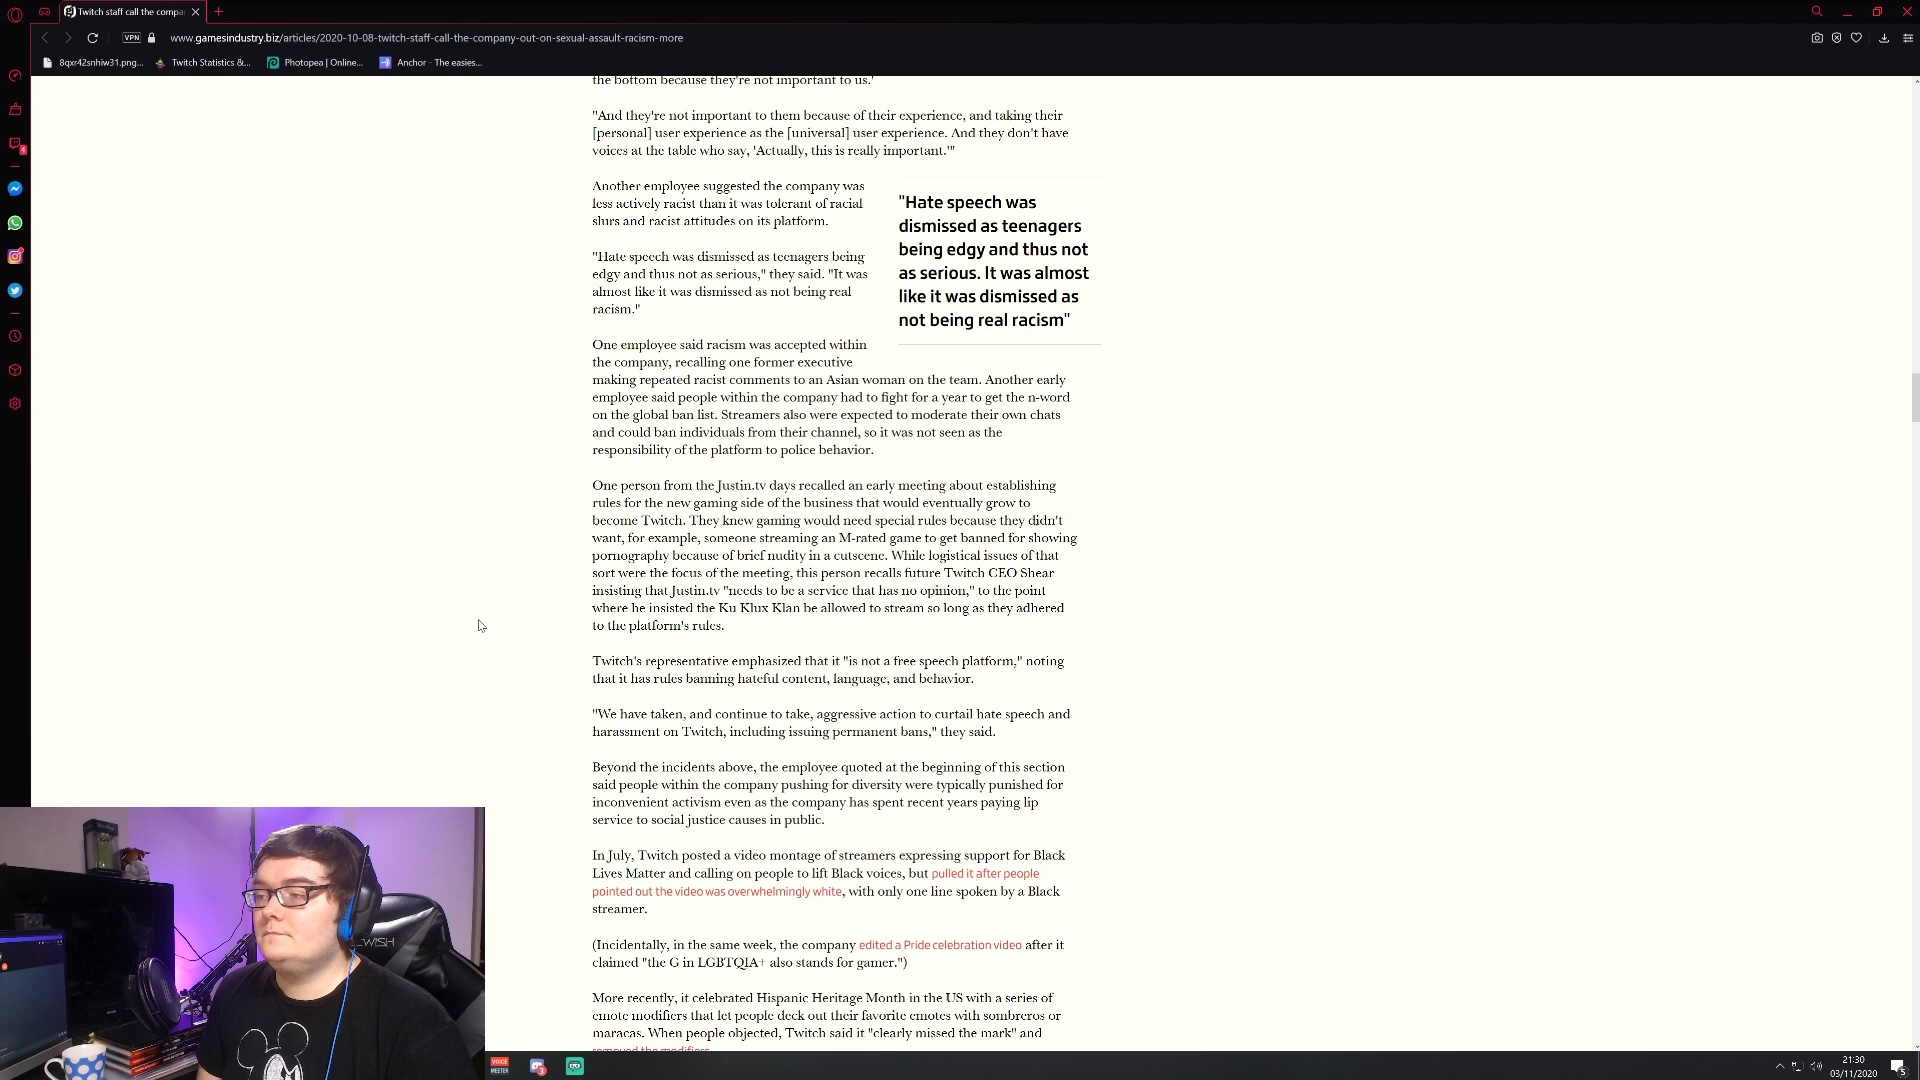 Twitch staff call the compa
VPN
www.gamesindustry.biz/articles/2020-10-08-twitch-staff-call-the-company-out-on-sexual-assault-racism-more
8qxr42snhiw31.png...
Twitch Statistics &...
Photopea | Online...
Anchor - The easies...
the bottom because they're not important to us.'
"And they're not important to them because of their experience, and taking their
[personal] user experience as the [universal] user experience. And they don't have
voices at the table who say, 'Actually, this is really important.'"
Another employee suggested the company was
less actively racist than it was tolerant of racial
slurs and racist attitudes on its platform.
"Hate speech was dismissed as teenagers being
edgy and thus not as serious," they said. "It was
almost like it was dismissed as not being real
racism."
"Hate speech was
dismissed as teenagers
being edgy and thus not
as serious. It was almost
like it was dismissed as
not being real racism"
One employee said racism was accepted within
the company, recalling one former executive
making repeated racist comments to an Asian woman on the team. Another early
employee said people within the company had to fight for a year to get the n-word
on the global ban list. Streamers also were expected to moderate their own chats
and could ban individuals from their channel, so it was not seen as the
responsibility of the platform to police behavior.
One person from the Justin.tv days recalled an early meeting about establishing
rules for the new gaming side of the business that would eventually grow to
become Twitch. They knew gaming would need special rules because they didn't
want, for example, someone streaming an M-rated game to get banned for showing
pornography because of brief nudity in a cutscene. While logistical issues of that
sort were the focus of the meeting, this person recalls future Twitch CEO Shear
insisting that Justin.tv "needs to be a service that has no opinion," to the point
where he insisted the Ku Klux Klan be allowed to stream so long as they adhered
to the platform's rules.
Twitch's representative emphasized that it "is not a free speech platform," noting
that it has rules banning hateful content, language, and behavior.
"We have taken, and continue to take, aggressive action to curtail hate speech and
harassment on Twitch, including issuing permanent bans," they said.
Beyond the incidents above, the employee quoted at the beginning of this section
said people within the company pushing for diversity were typically punished for
inconvenient activism even as the company has spent recent years paying lip
service to social justice causes in public.
In July, Twitch posted a video montage of streamers expressing support for Black
Lives Matter and calling on people to lift Black voices, but pulled it after people
pointed out the video was overwhelmingly white, with only one line spoken by a Black
streamer.
(Incidentally, in the same week, the company edited a Pride celebration video after it
claimed "the G in LGBTQIA+ also stands for gamer.")
More recently, it celebrated Hispanic Heritage Month in the US with a series of
emote modifiers that let people deck out their favorite emotes with sombreros or
maracas. When people objected, Twitch said it "clearly missed the mark" and
removed the modifiers.
VOICE
MEETER
21:30
03/11/2020